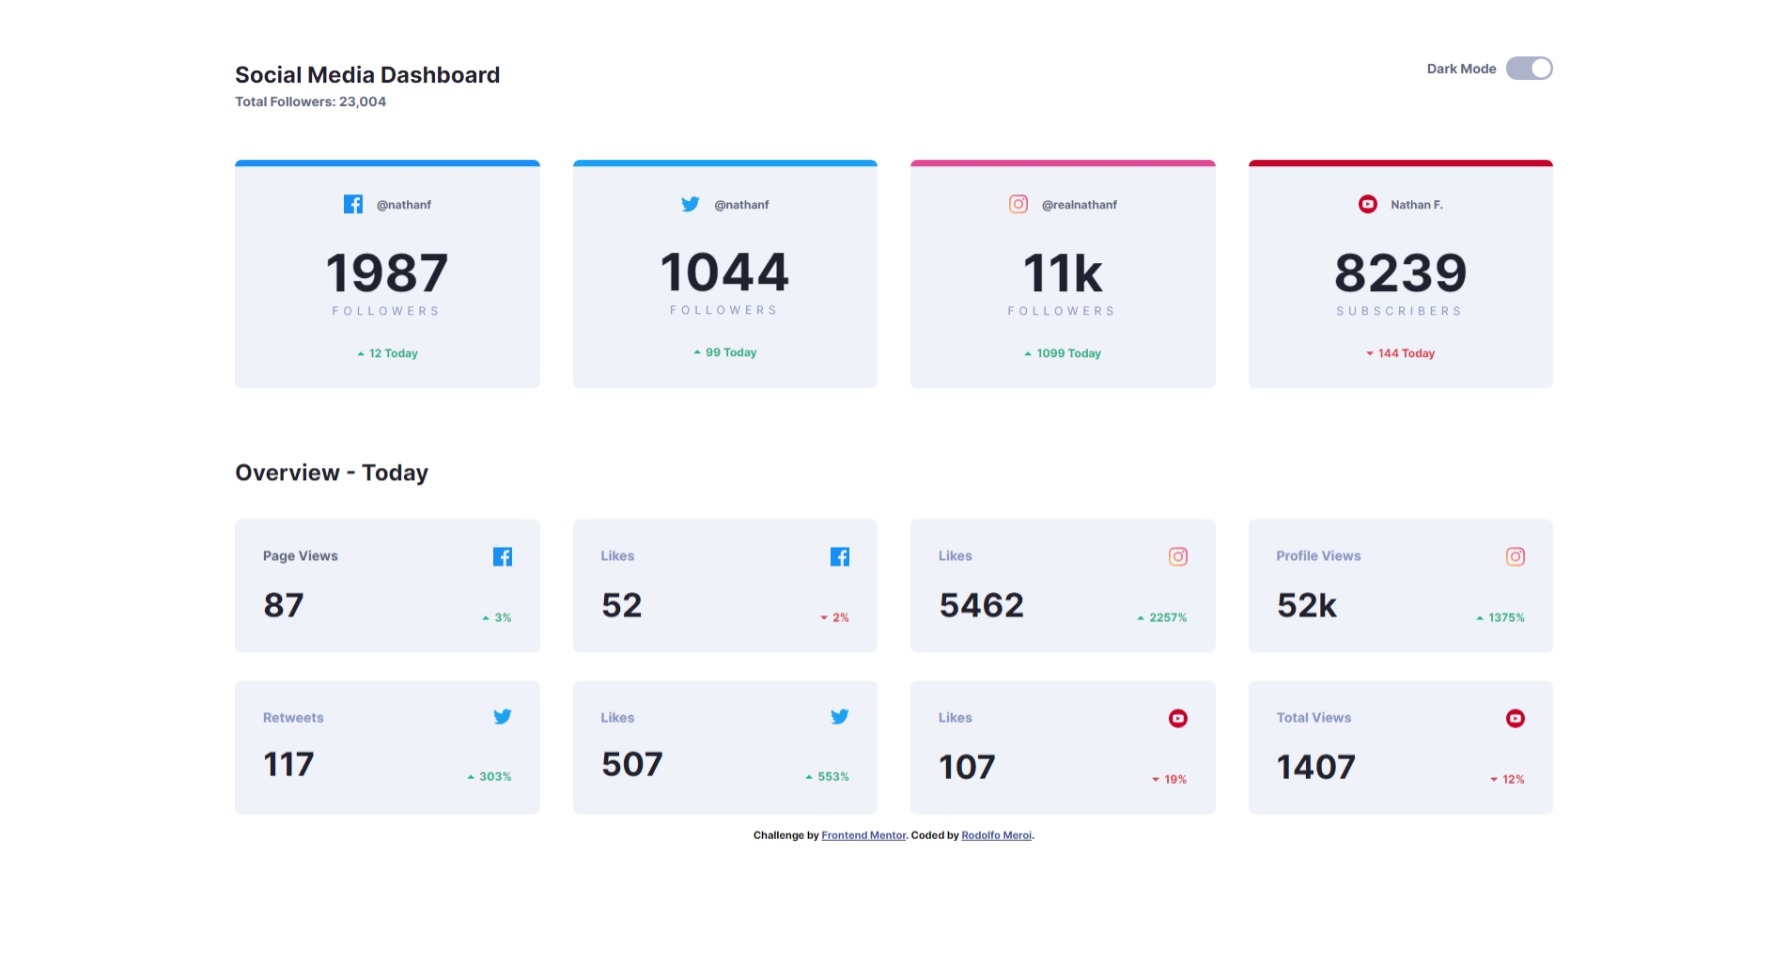 Social Media Dashboard
Total Followers: 23,004
Dark Mode
@nathanf
1987
FOLLOWERS
12 Today
@nathanf
1044
FOLLOWERS
99 Today
@realnathanf
11k
FOLLOWERS
1099 Today
Nathan F.
8239
SUBSCRIBERS
144 Today
Overview - Today
Page Views
87
3%
Likes
52
2%
Likes
5462
2257%
Profile Views
52k
1375%
Retweets
117
303%
Likes
507
553%
Likes
107
19%
Total Views
1407
12%
Challenge by Frontend Mentor. Coded by Rodolfo Meroi.